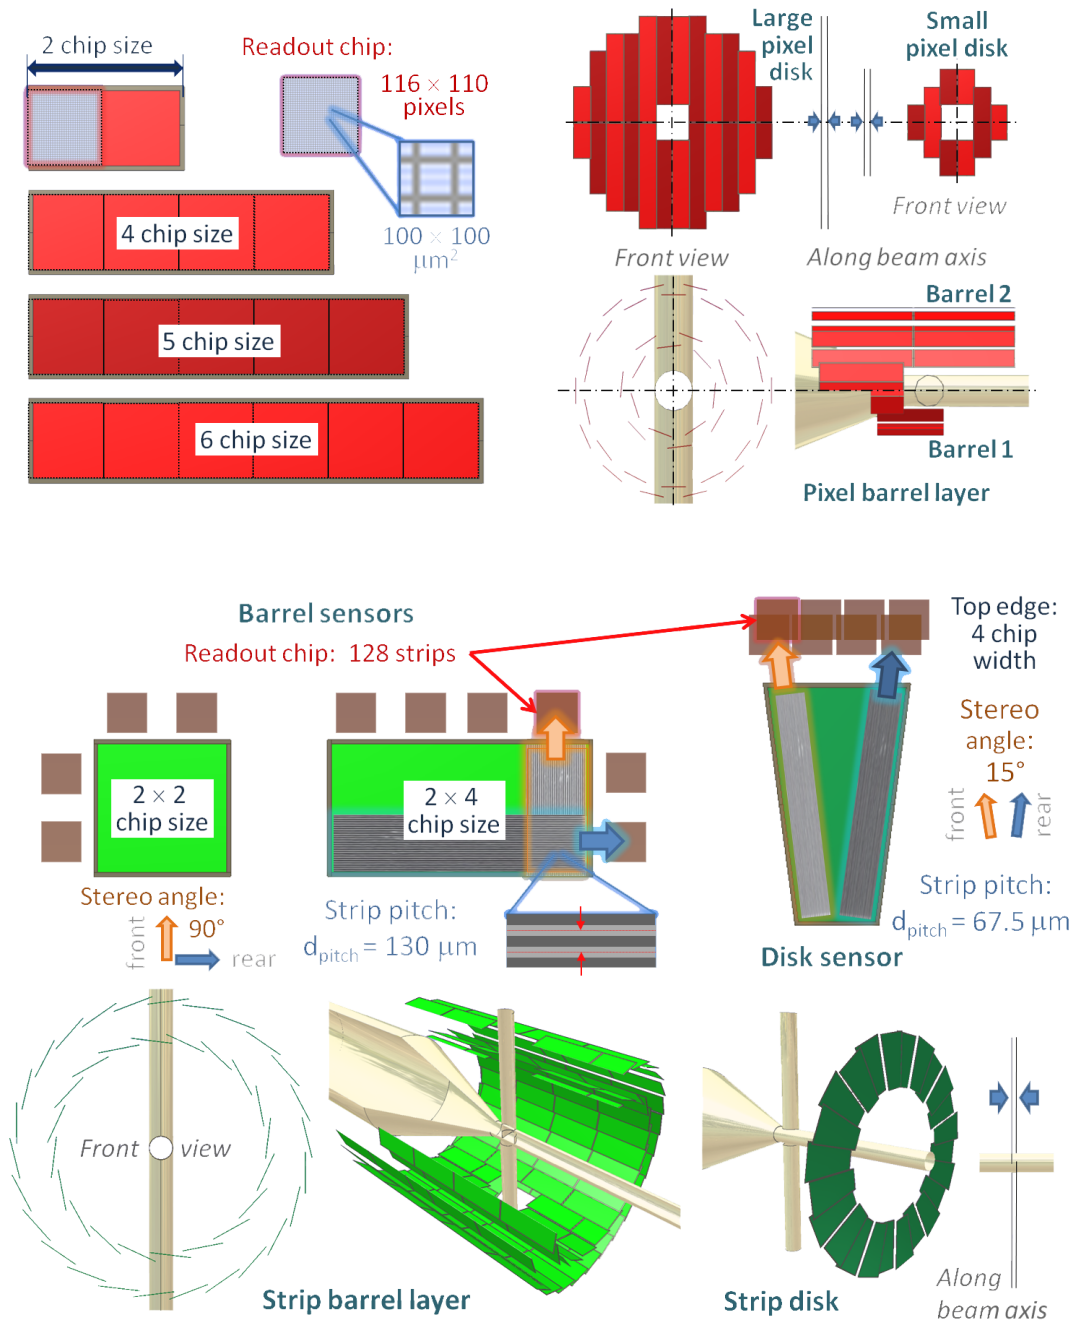 2 chip size
Readout chip:
116 × 110
pixels
100 × 100
μm²
4 chip size
5 chip size
6 chip size
Large
pixel
disk
Small
pixel disk
Front view
Front view
Along beam axis
Barrel 2
Barrel 1
Pixel barrel layer
Barrel sensors
Readout chip: 128 strips
Top edge:
4 chip
width
Stereo
angle:
15°
front
rear
2 × 2
chip size
2 × 4
chip size
Stereo angle:
90°
front
rear
Strip pitch:
dpitch = 130 μm
Strip pitch:
dpitch = 67.5 μm
Disk sensor
Front view
Strip barrel layer
Strip disk
Along
beam axis